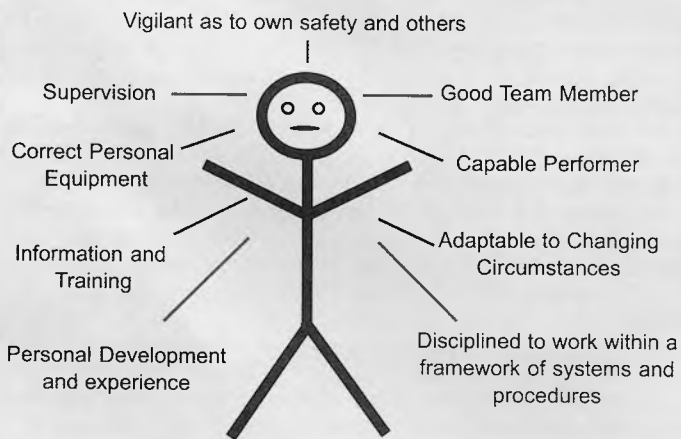 Vigilant as to own safety and others
Supervision
Good Team Member
Correct Personal
Equipment
Capable Performer
Information and
Training
Adaptable to Changing
Circumstances
Personal Development
and experience
Disciplined to work within a
framework of systems and
procedures